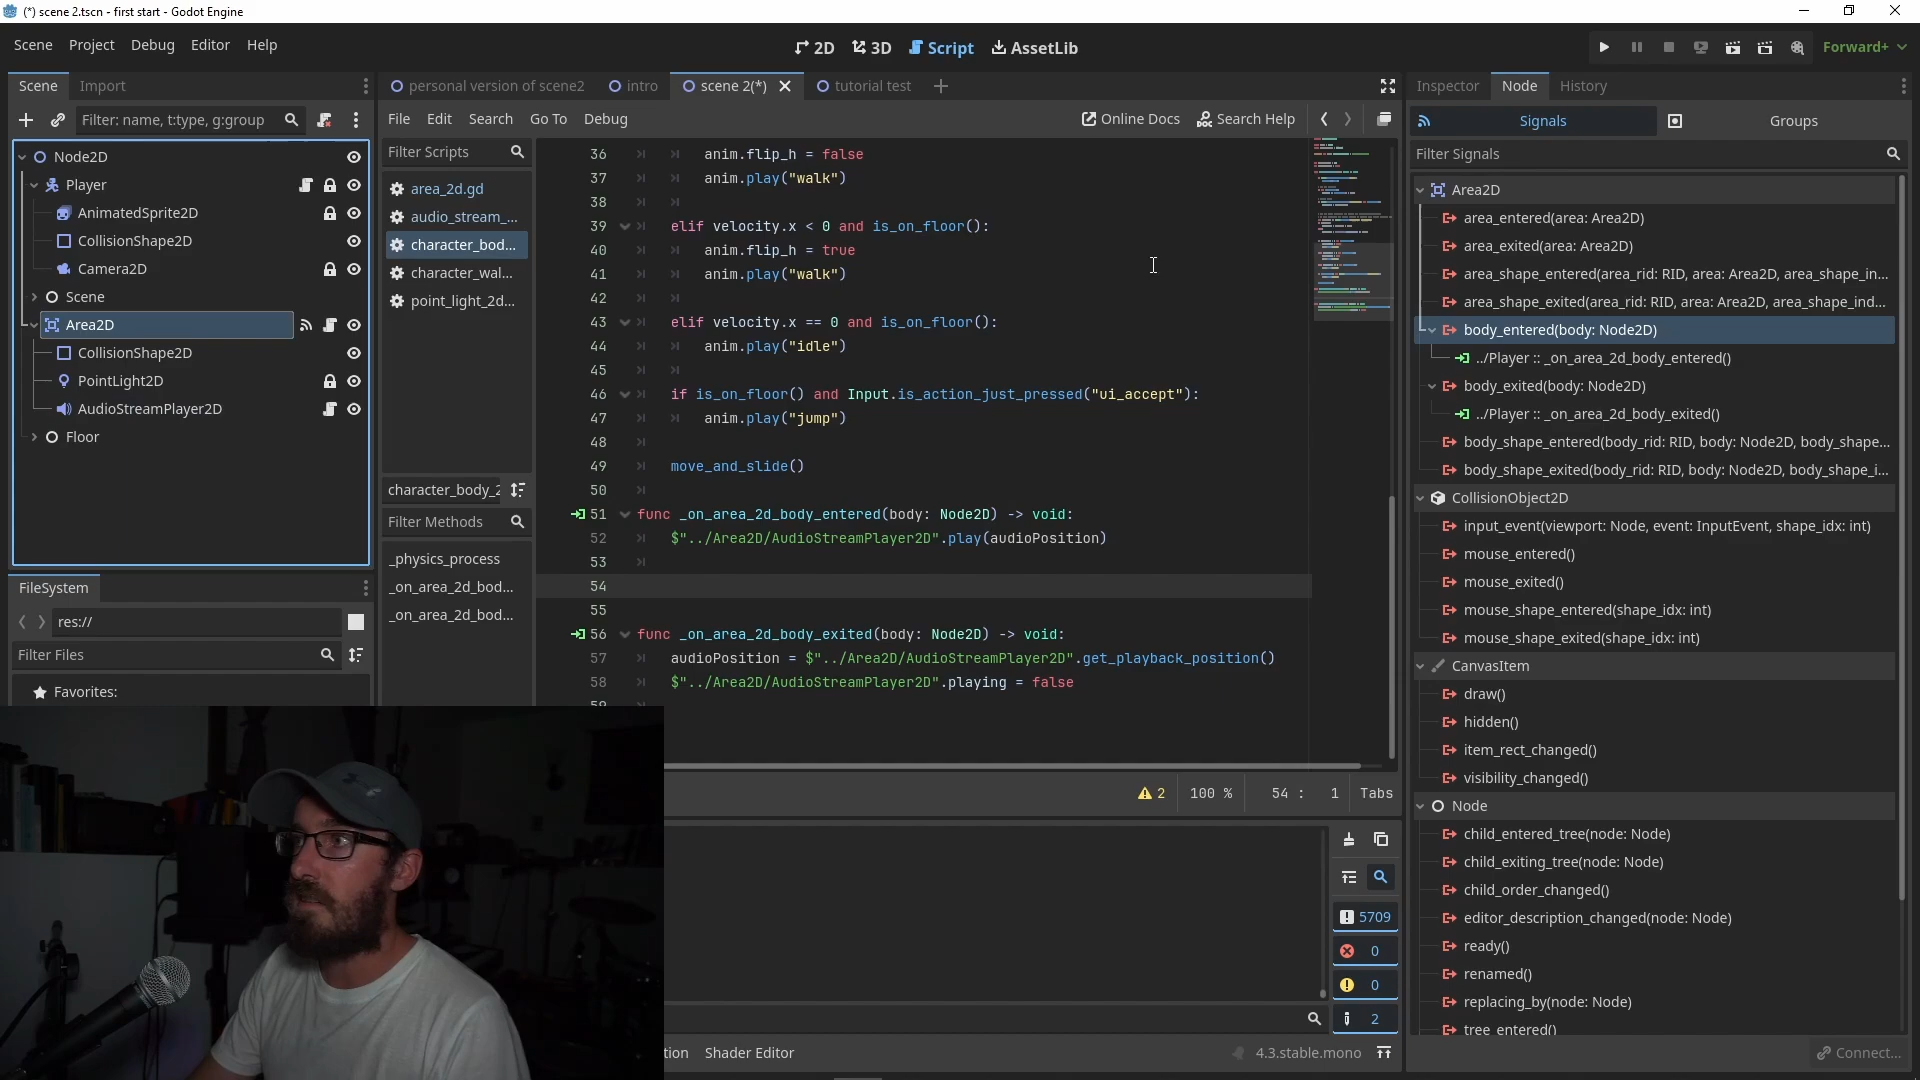 (*) scene 2.tscn - first start - Godot Engine
Scene Project Debug Editor Help
2D 3D Script AssetLib
Forward+
Scene Import
Filter: name, t:type, g:group
Node2D
Player
AnimatedSprite2D
CollisionShape2D
Camera2D
Scene
Area2D
CollisionShape2D
PointLight2D
AudioStreamPlayer2D
Floor
FileSystem
res://
Filter Files
Favorites:
personal version of scene2 intro scene 2(*) tutorial test
File Edit Search Go To Debug
Online Docs Search Help
Filter Scripts
area_2d.gd
audio_stream_...
character_bod...
character_wal...
point_light_2d...
character_body_2
Filter Methods
_physics_process
_on_area_2d_bod...
_on_area_2d_bod...
36 anim.flip_h = false
37 anim.play("walk")
38
39 elif velocity.x < 0 and is_on_floor():
40 anim.flip_h = true
41 anim.play("walk")
42
43 elif velocity.x == 0 and is_on_floor():
44 anim.play("idle")
45
46 if is_on_floor() and Input.is_action_just_pressed("ui_accept"):
47 anim.play("jump")
48
49 move_and_slide()
50
51 func _on_area_2d_body_entered(body: Node2D) -> void:
52 $"../Area2D/AudioStreamPlayer2D".play(audioPosition)
53
54
55
56 func _on_area_2d_body_exited(body: Node2D) -> void:
57 audioPosition = $"../Area2D/AudioStreamPlayer2D".get_playback_position()
58 $"../Area2D/AudioStreamPlayer2D".playing = false
59
2 100 % 54 : 1 Tabs
5709
0
0
2
tion Shader Editor
4.3.stable.mono
Inspector Node History
Signals Groups
Filter Signals
Area2D
area_entered(area: Area2D)
area_exited(area: Area2D)
area_shape_entered(area_rid: RID, area: Area2D, area_shape_in...
area_shape_exited(area_rid: RID, area: Area2D, area_shape_ind...
body_entered(body: Node2D)
../Player :: _on_area_2d_body_entered()
body_exited(body: Node2D)
../Player :: _on_area_2d_body_exited()
body_shape_entered(body_rid: RID, body: Node2D, body_shape...
body_shape_exited(body_rid: RID, body: Node2D, body_shape_i...
CollisionObject2D
input_event(viewport: Node, event: InputEvent, shape_idx: int)
mouse_entered()
mouse_exited()
mouse_shape_entered(shape_idx: int)
mouse_shape_exited(shape_idx: int)
CanvasItem
draw()
hidden()
item_rect_changed()
visibility_changed()
Node
child_entered_tree(node: Node)
child_exiting_tree(node: Node)
child_order_changed()
editor_description_changed(node: Node)
ready()
renamed()
replacing_by(node: Node)
tree_entered()
Connect...